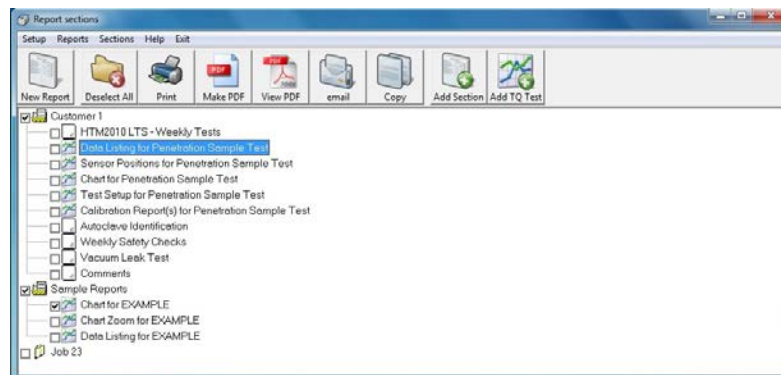 Report sections
Setup Reports Sections Help Exit
New Report Deselect All Print Make PDF View PDF email Copy Add Section Add TQ Test
Customer 1
HTM2010 LTS - Weekly Tests
Data Listing for Penetration Sample Test
Sensor Positions for Penetration Sample Test
Chart for Penetration Sample Test
Test Setup for Penetration Sample Test
Calibration Report(s) for Penetration Sample Test
Autoclave Identification
Weekly Safety Checks
Vacuum Leak Test
Comments
Sample Reports
Chart for EXAMPLE
Chart Zoom for EXAMPLE
Data Listing for EXAMPLE
Job 23